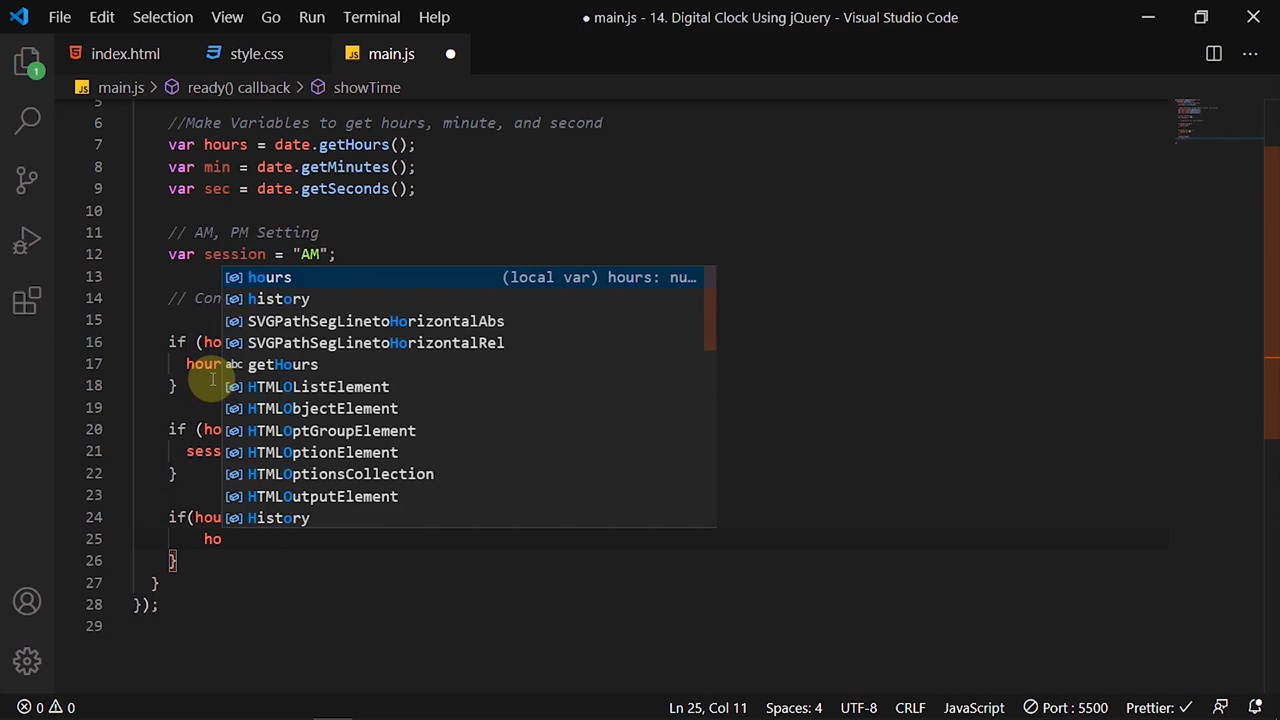 File Edit Selection View Go Run Terminal Help ● main.js - 14. Digital Clock Using jQuery - Visual Studio Code
index.html style.css JS main.js ●
JS main.js > ready() callback > showTime
1
5
6 //Make Variables to get hours, minute, and second
7 var hours = date.getHours();
8 var min = date.getMinutes();
9 var sec = date.getSeconds();
10
11 // AM, PM Setting
12 var session = "AM";
13 hours (local var) hours: nu…
14 // Con history
15 SVGPathSegLinetoHorizontalAbs
16 if (ho SVGPathSegLinetoHorizontalRel
17 hour abc getHours
18 } HTMLOListElement
19 HTMLObjectElement
20 if (ho HTMLOptGroupElement
21 sess HTMLOptionElement
22 } HTMLOptionsCollection
23 HTMLOutputElement
24 if(hou History
25 ho
26 }
27 }
28 });
29
0 0 Ln 25, Col 11 Spaces: 4 UTF-8 CRLF JavaScript Port : 5500 Prettier: ✓